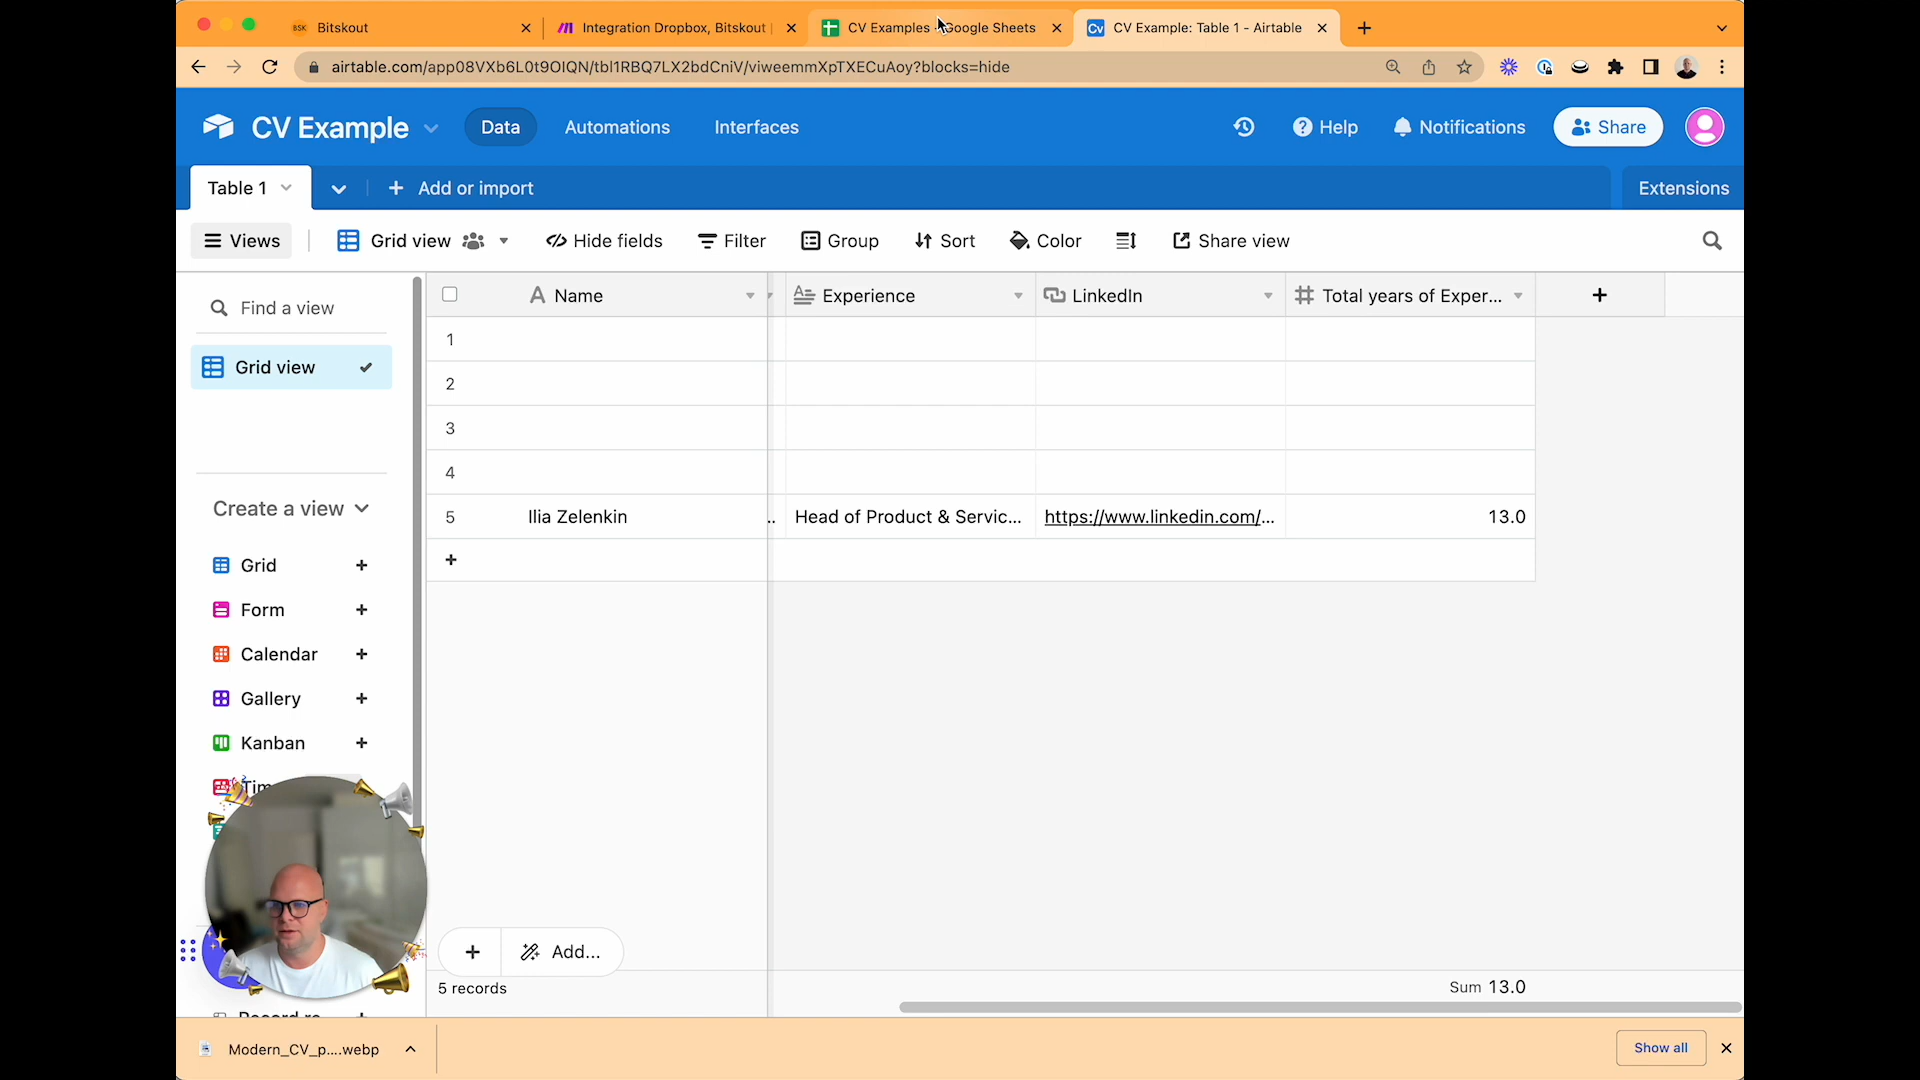 BSK Bitskout
Integration Dropbox, Bitskout |
CV Examples - Google Sheets
Cv CV Example: Table 1 - Airtable
airtable.com/app08VXb6L0t9OIQN/tbl1RBQ7LX2bdCniV/viweemmXpTXECuAoy?blocks=hide
CV Example
Data
Automations
Interfaces
Help
Notifications
Share
Table 1
Add or import
Extensions
Views
Grid view
Hide fields
Filter
Group
Sort
Color
Share view
Find a view
Grid view
Create a view
Grid
Form
Calendar
Gallery
Kanban
Name
Experience
LinkedIn
Total years of Exper...
1
2
3
4
5 Ilia Zelenkin .. Head of Product & Servic... https://www.linkedin.com/... 13.0
Add...
5 records
Sum 13.0
Modern_CV_p....webp
Show all